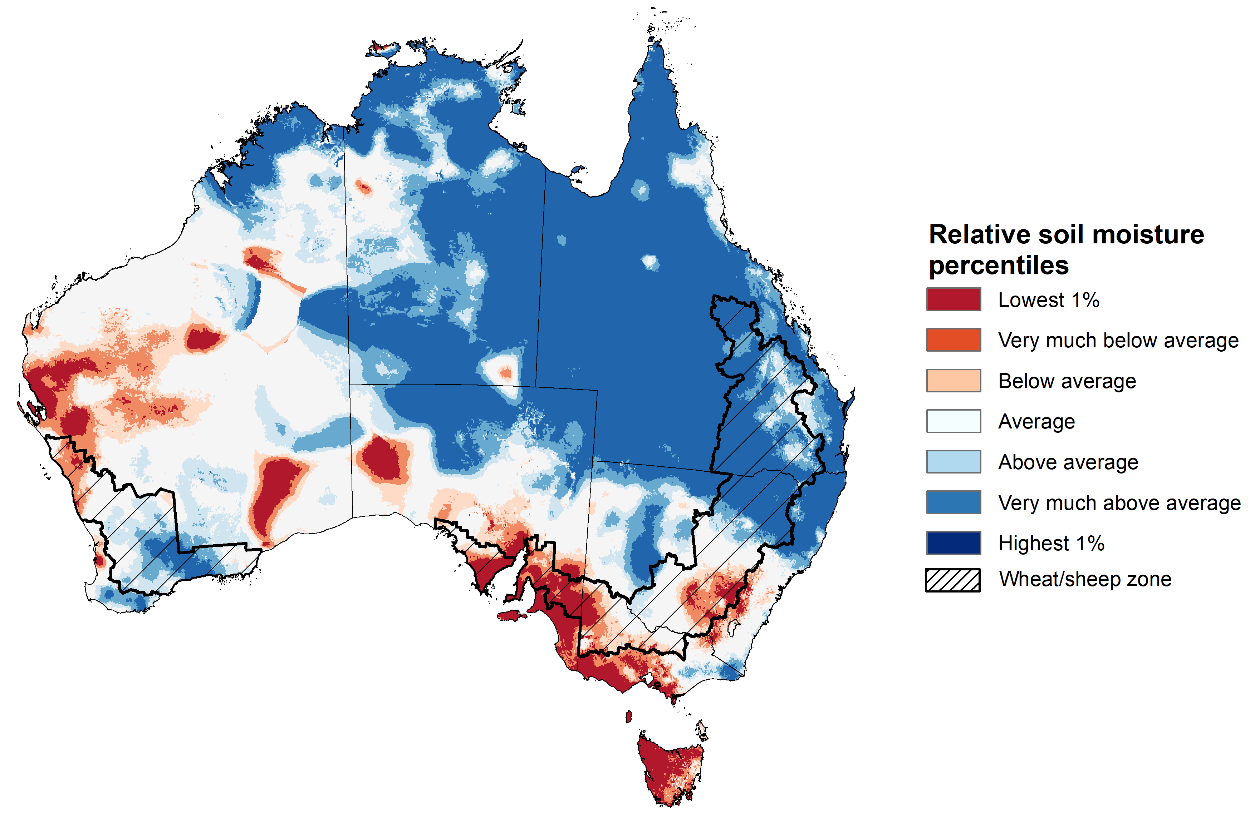 Relative soil moisture
percentiles
Lowest 1%
Very much below average
Below average
Average
Above average
Very much above average
Highest 1%
Wheat/sheep zone